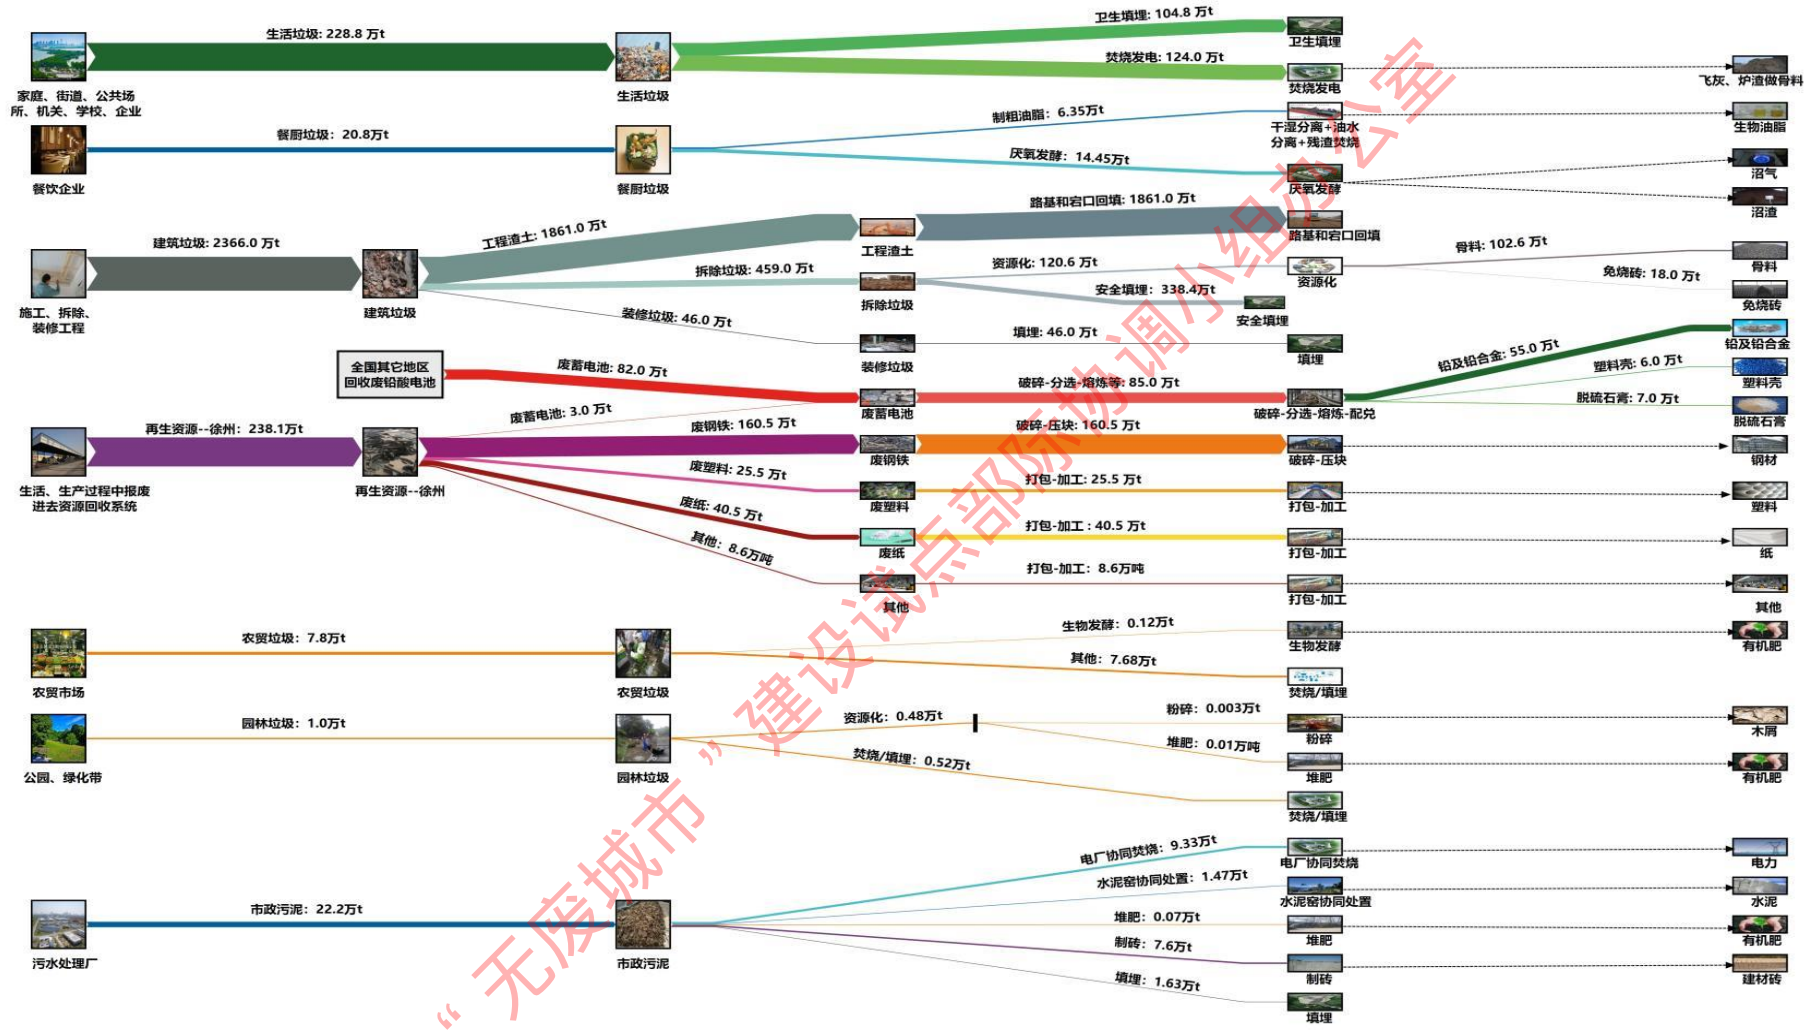 生活垃圾: 228.8 万t
卫生填埋: 104.8 万t
卫生填埋
焚烧发电: 124.0 万t
焚烧发电
飞灰、炉渣做骨料
家庭、街道、公共场
所、机关、学校、企业
生活垃圾
餐厨垃圾: 20.8万t
制粗油脂: 6.35万t
干湿分离+油水
分离+残渣焚烧
生物油脂
餐饮企业
餐厨垃圾
厌氧发酵: 14.45万t
厌氧发酵
沼气
沼渣
建筑垃圾: 2366.0 万t
工程渣土: 1861.0 万t
工程渣土
路基和宕口回填: 1861.0 万t
路基和宕口回填
拆除垃圾: 459.0 万t
拆除垃圾
资源化: 120.6 万t
资源化
骨料: 102.6 万t
骨料
免烧砖: 18.0 万t
免烧砖
安全填埋: 338.4万t
安全填埋
施工、拆除、
装修工程
建筑垃圾
装修垃圾: 46.0 万t
装修垃圾
填埋: 46.0 万t
填埋
全国其它地区
回收废铅酸电池
废蓄电池: 82.0 万t
废蓄电池: 3.0 万t
废蓄电池
破碎-分选-熔炼等: 85.0 万t
破碎-分选-熔炼-配兑
铅及铅合金: 55.0 万t
铅及铅合金
塑料壳: 6.0 万t
塑料壳
脱硫石膏: 7.0 万t
脱硫石膏
再生资源--徐州: 238.1万t
废钢铁: 160.5 万t
废钢铁
破碎-压块: 160.5 万t
破碎-压块
钢材
生活、生产过程中报废
进去资源回收系统
再生资源--徐州
废塑料: 25.5 万t
废塑料
打包-加工: 25.5 万t
打包-加工
塑料
废纸: 40.5 万t
废纸
打包-加工 : 40.5 万t
打包-加工
纸
其他: 8.6万吨
其他
打包-加工: 8.6万吨
打包-加工
其他
农贸垃圾: 7.8万t
农贸市场
农贸垃圾
生物发酵: 0.12万t
生物发酵
有机肥
其他: 7.68万t
焚烧/填埋
园林垃圾: 1.0万t
公园、绿化带
园林垃圾
资源化: 0.48万t
粉碎: 0.003万t
粉碎
木屑
堆肥: 0.01万吨
堆肥
有机肥
焚烧/填埋: 0.52万t
焚烧/填埋
市政污泥: 22.2万t
污水处理厂
市政污泥
电厂协同焚烧: 9.33万t
电厂协同焚烧
电力
水泥窑协同处置: 1.47万t
水泥窑协同处置
水泥
堆肥: 0.07万t
堆肥
有机肥
制砖: 7.6万t
制砖
建材砖
填埋: 1.63万t
填埋
“无废城市”建设试点部际协调小组办公室